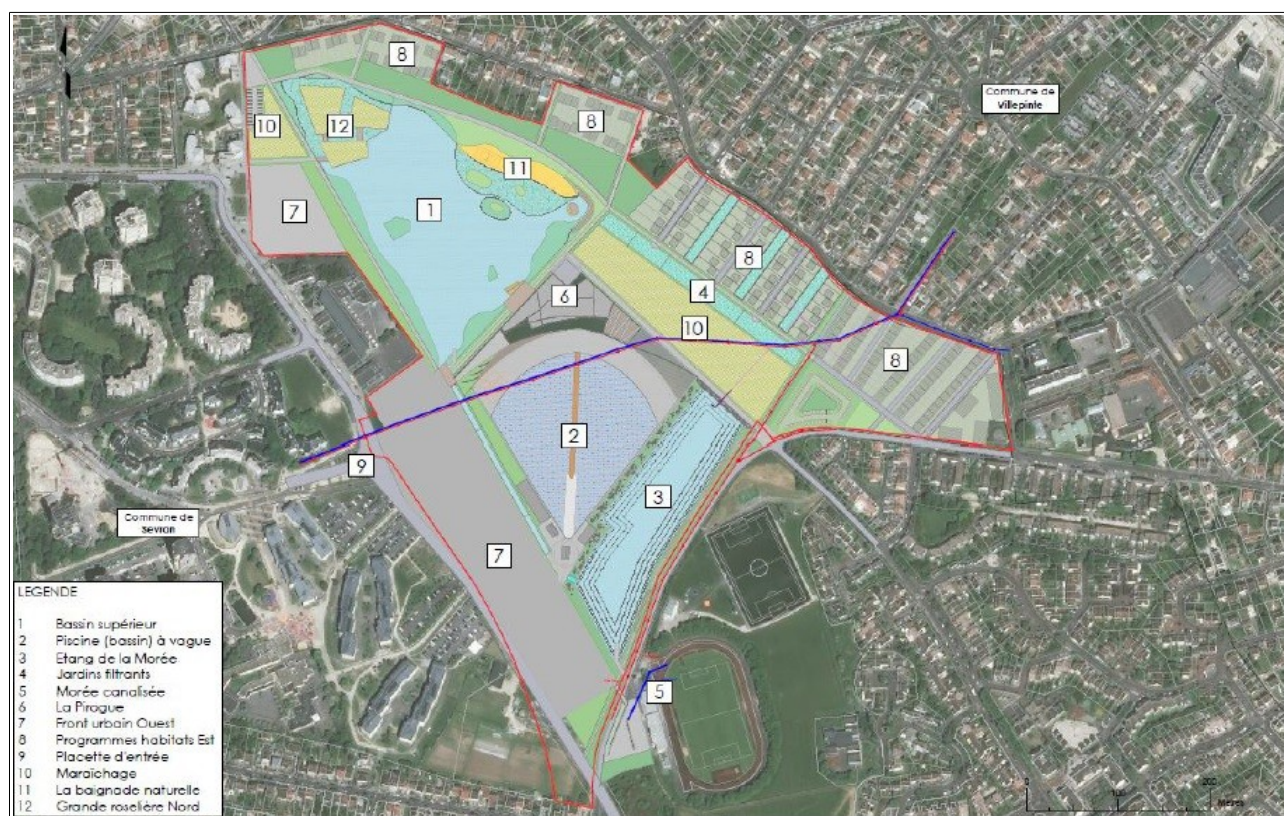 8
Commune de
Villepinte
8
10
12
11
7
1
8
4
6
10
8
2
9
3
Commune de
Sevran
7
5
LEGENDE
1 Bassin supérieur
2 Piscine (bassin) à vague
3 Etang de la Morée
4 Jardins filtrants
5 Morée canalisée
6 La Pirogue
7 Front urbain Ouest
8 Programmes habitats Est
9 Placette d'entrée
10 Maraîchage
11 La baignade naturelle
12 Grande roselière Nord
0 100 200
Mètres